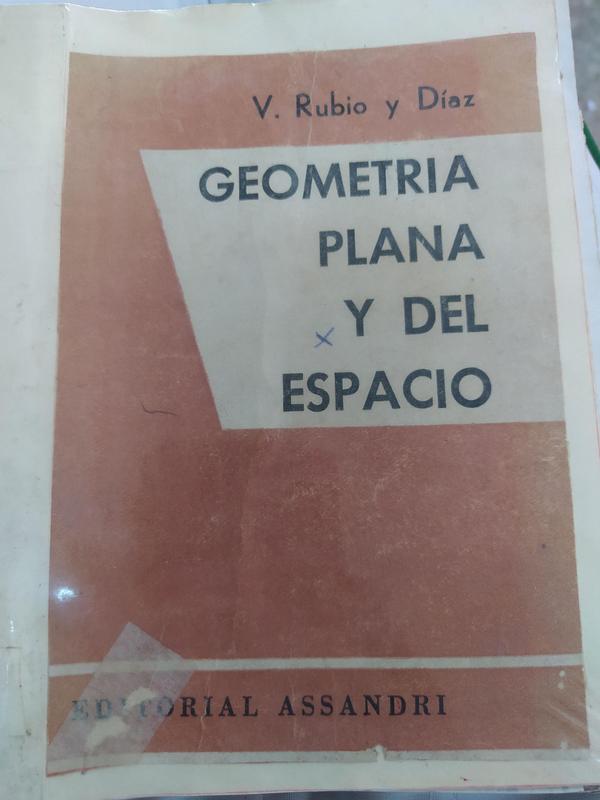 V. Rubio y Díaz
GEOMETRIA
PLANA
Y DEL
ESPACIO
EDITORIAL ASSANDRI